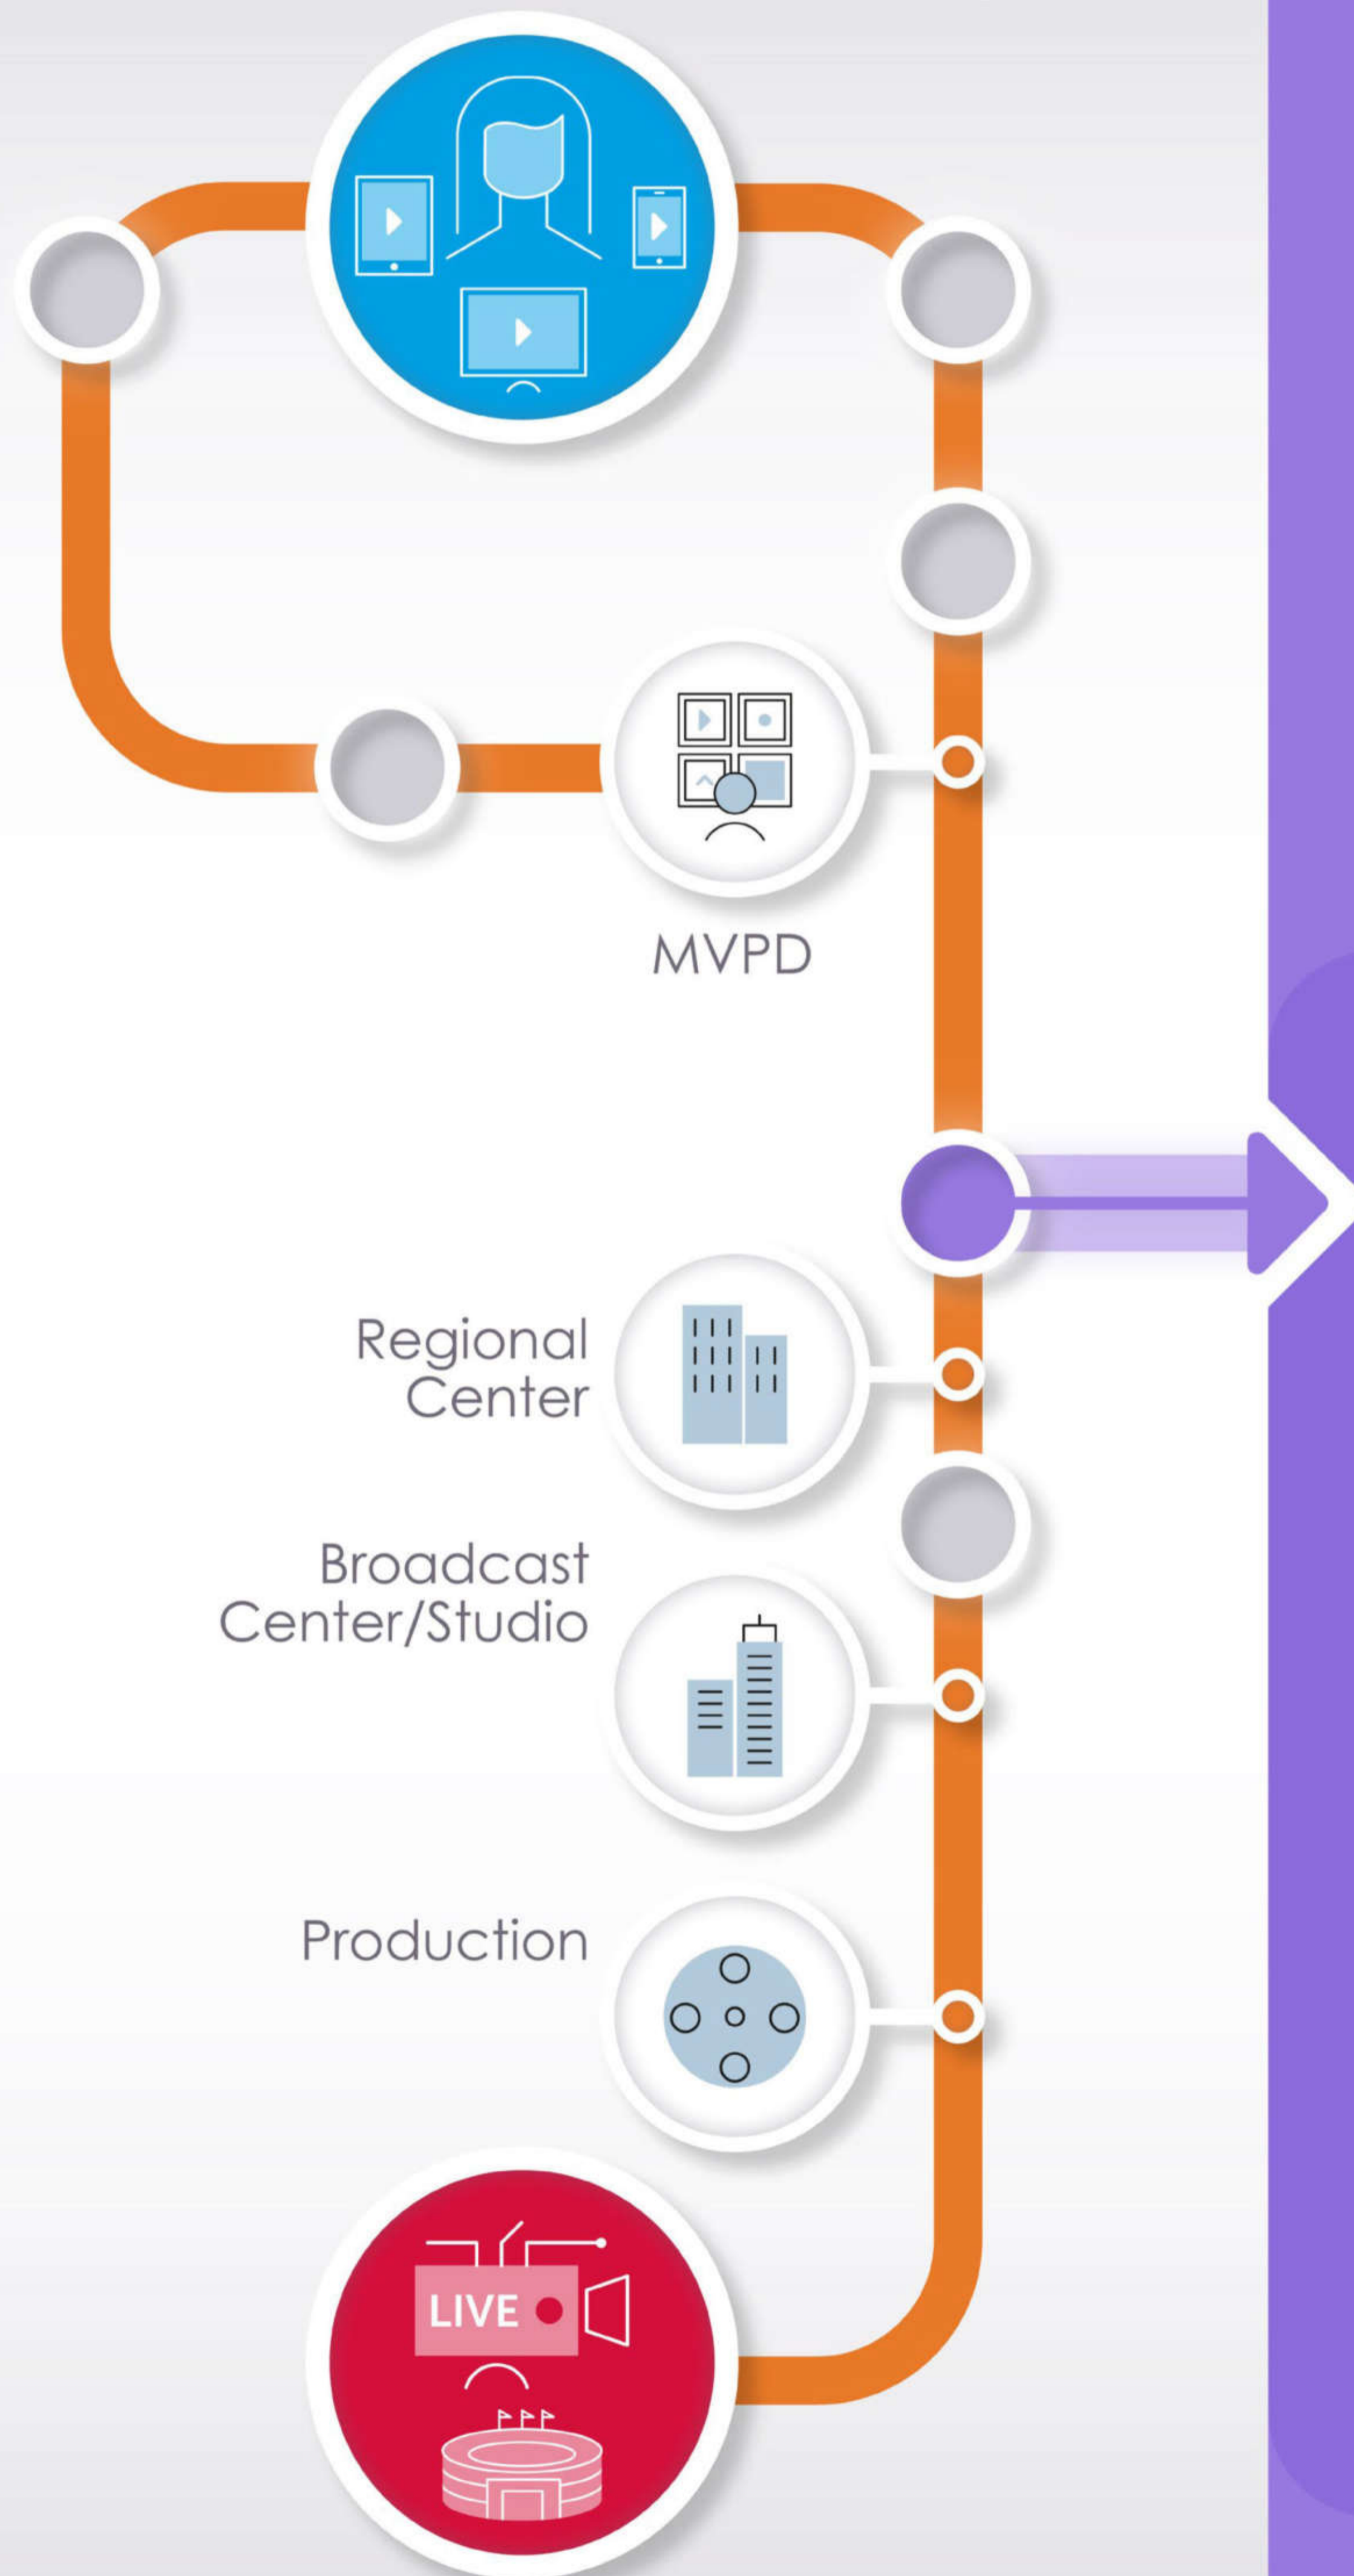 MVPD
Regional
Center
Broadcast
Center/Studio
Production
LIVE